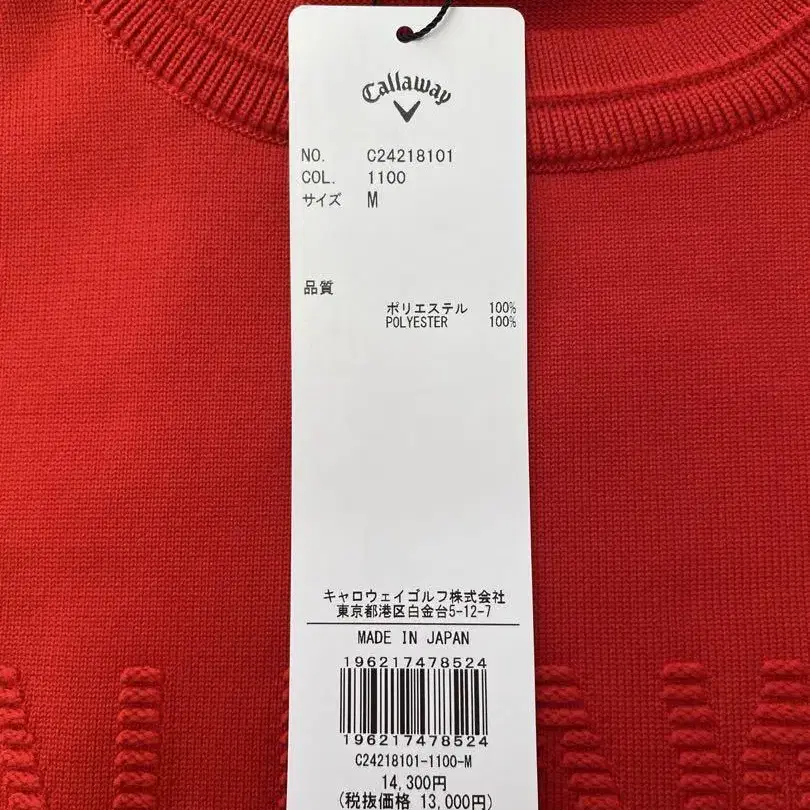 Callaway
NO. C24218101
COL. 1100
サイズ M
品質
ポリエステル 100%
POLYESTER 100%
キャロウェイゴルフ株式会社
東京都港区白金台5-12-7
MADE IN JAPAN
196217478524
196217478524
C24218101-1100-M
14,300円
(税抜価格 13,000円)